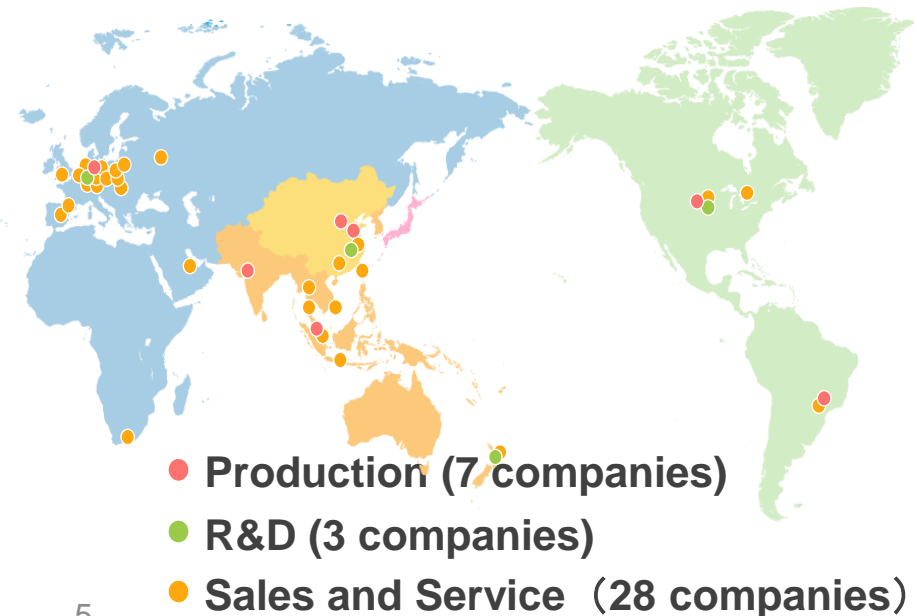 Production (7 companies)
R&D (3 companies)
Sales and Service（28 companies）
5